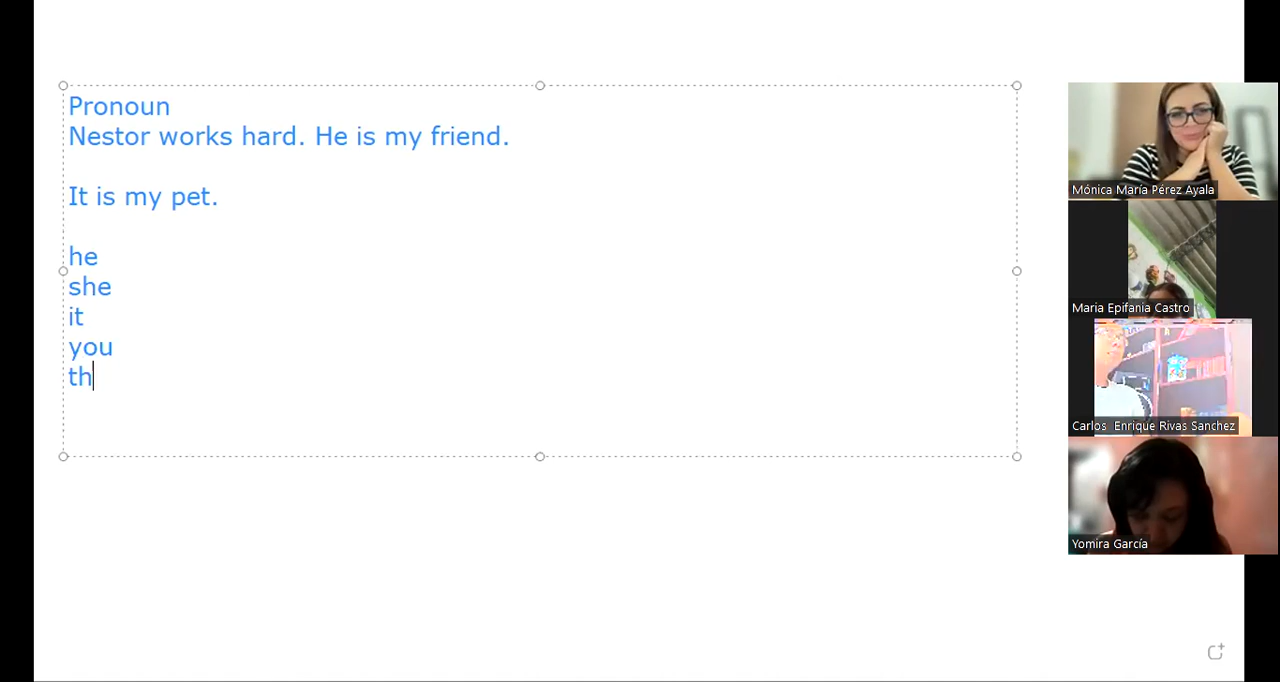 Pronoun
Nestor works hard. He is my friend.
It is my pet.
he
she
it
you
th
Mónica María Pérez Ayala
Maria Epifania Castro
Carlos Enrique Rivas Sanchez
Yomira García